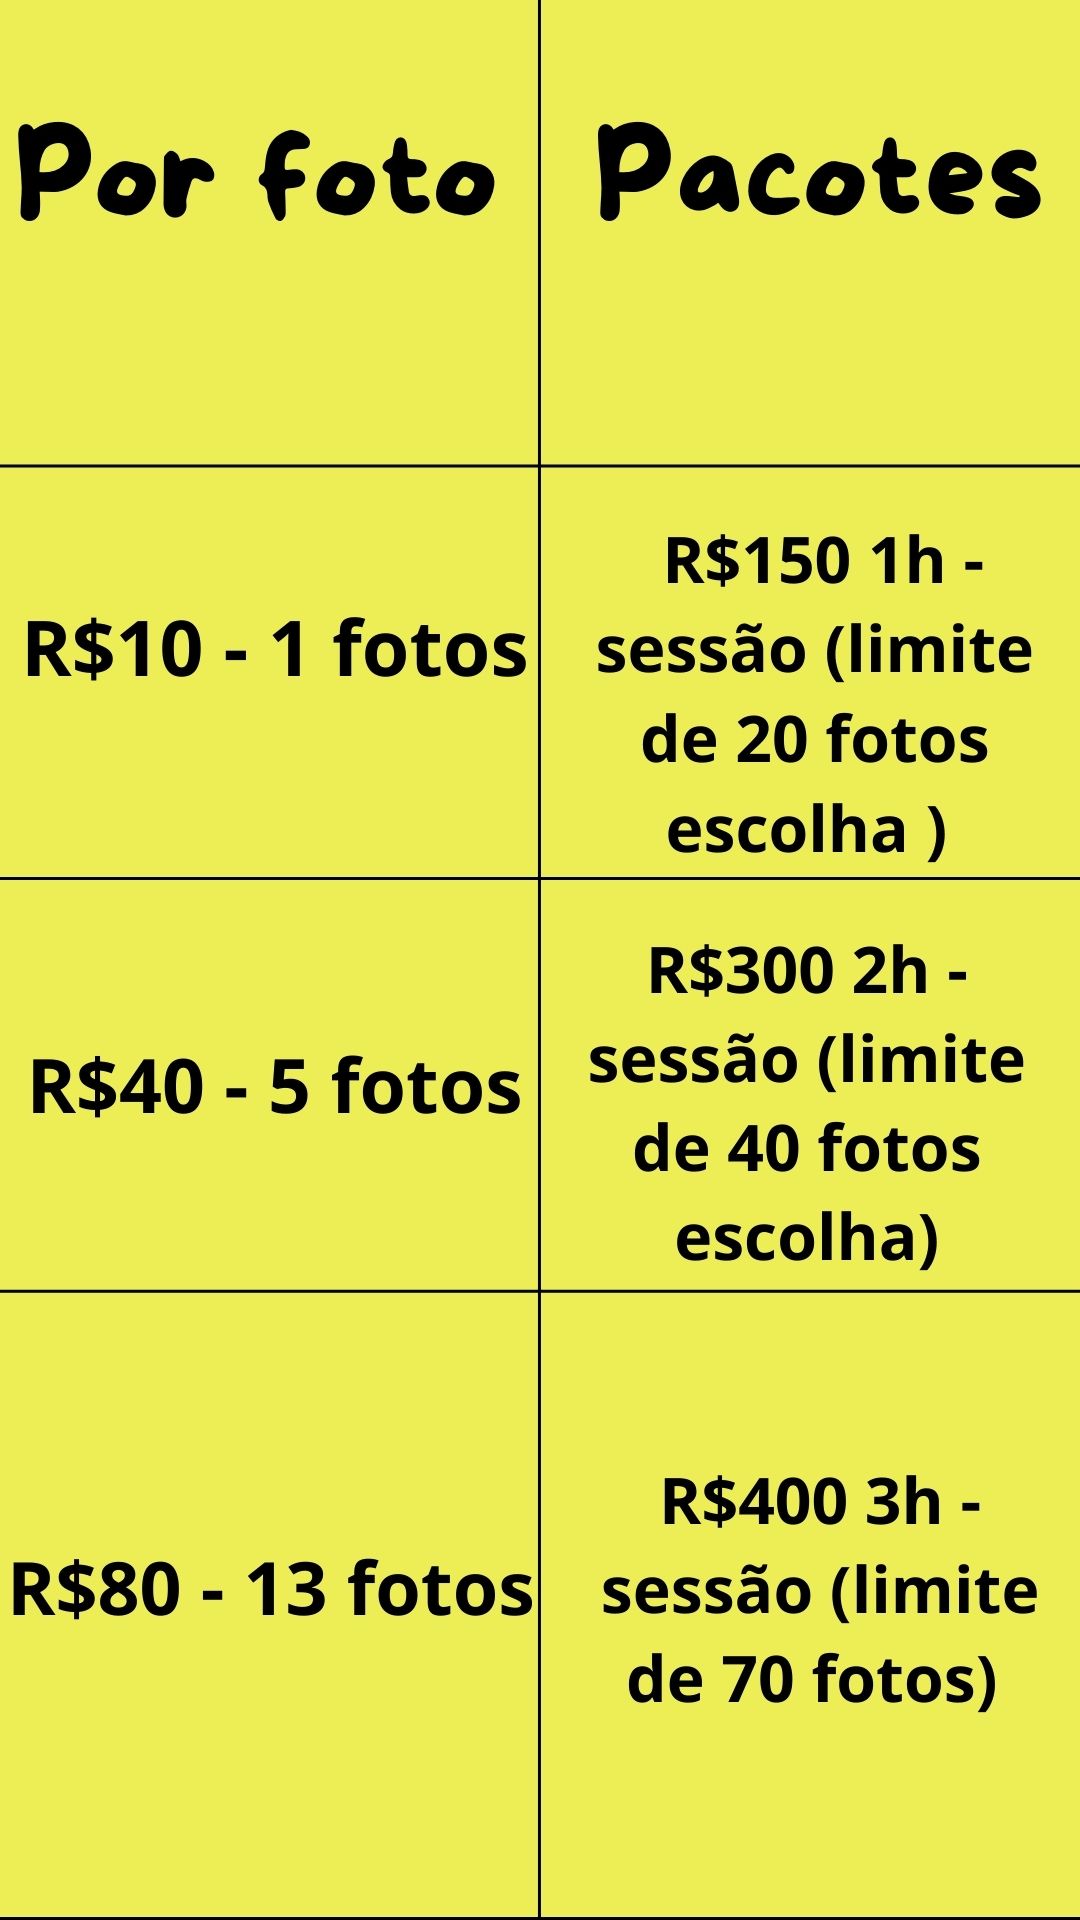 Por foto
Pacotes
R$10 - 1 fotos
R$150 1h -
sessão (limite
de 20 fotos
escolha )
R$40 - 5 fotos
R$300 2h -
sessão (limite
de 40 fotos
escolha)
R$80 - 13 fotos
R$400 3h -
sessão (limite
de 70 fotos)